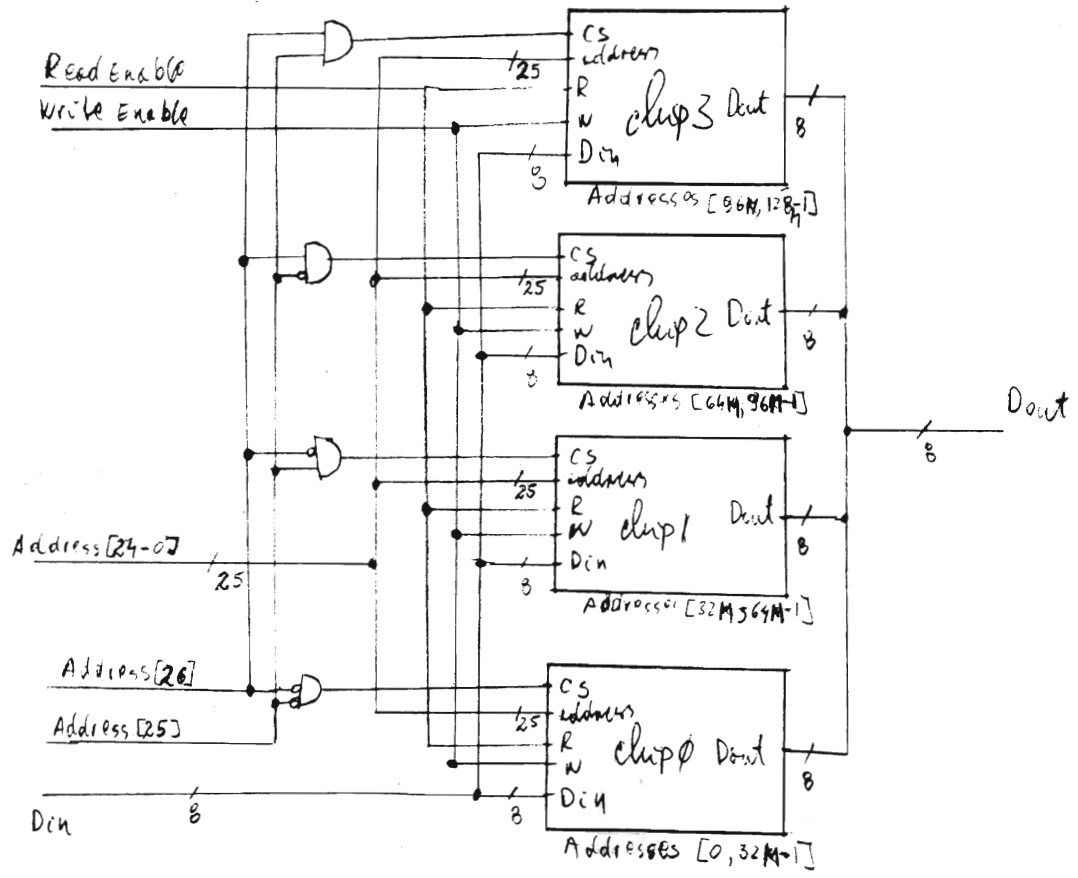 CS
address
25
Read Enable
R
Write Enable
W
chip3
Dout
8
Din
8
Addresses [96M, 128M-1]
CS
address
25
R
chip2
Dout
W
8
Din
8
Addresses [64M, 96M-1]
Dout
8
CS
address
25
R
chip1
Dout
W
8
Address[24-0]
25
Din
8
Addresses [32M, 64M-1]
Address[26]
CS
address
25
Address[25]
R
chip0
Dout
W
8
Din
8
8
Din
Addresses [0, 32M-1]